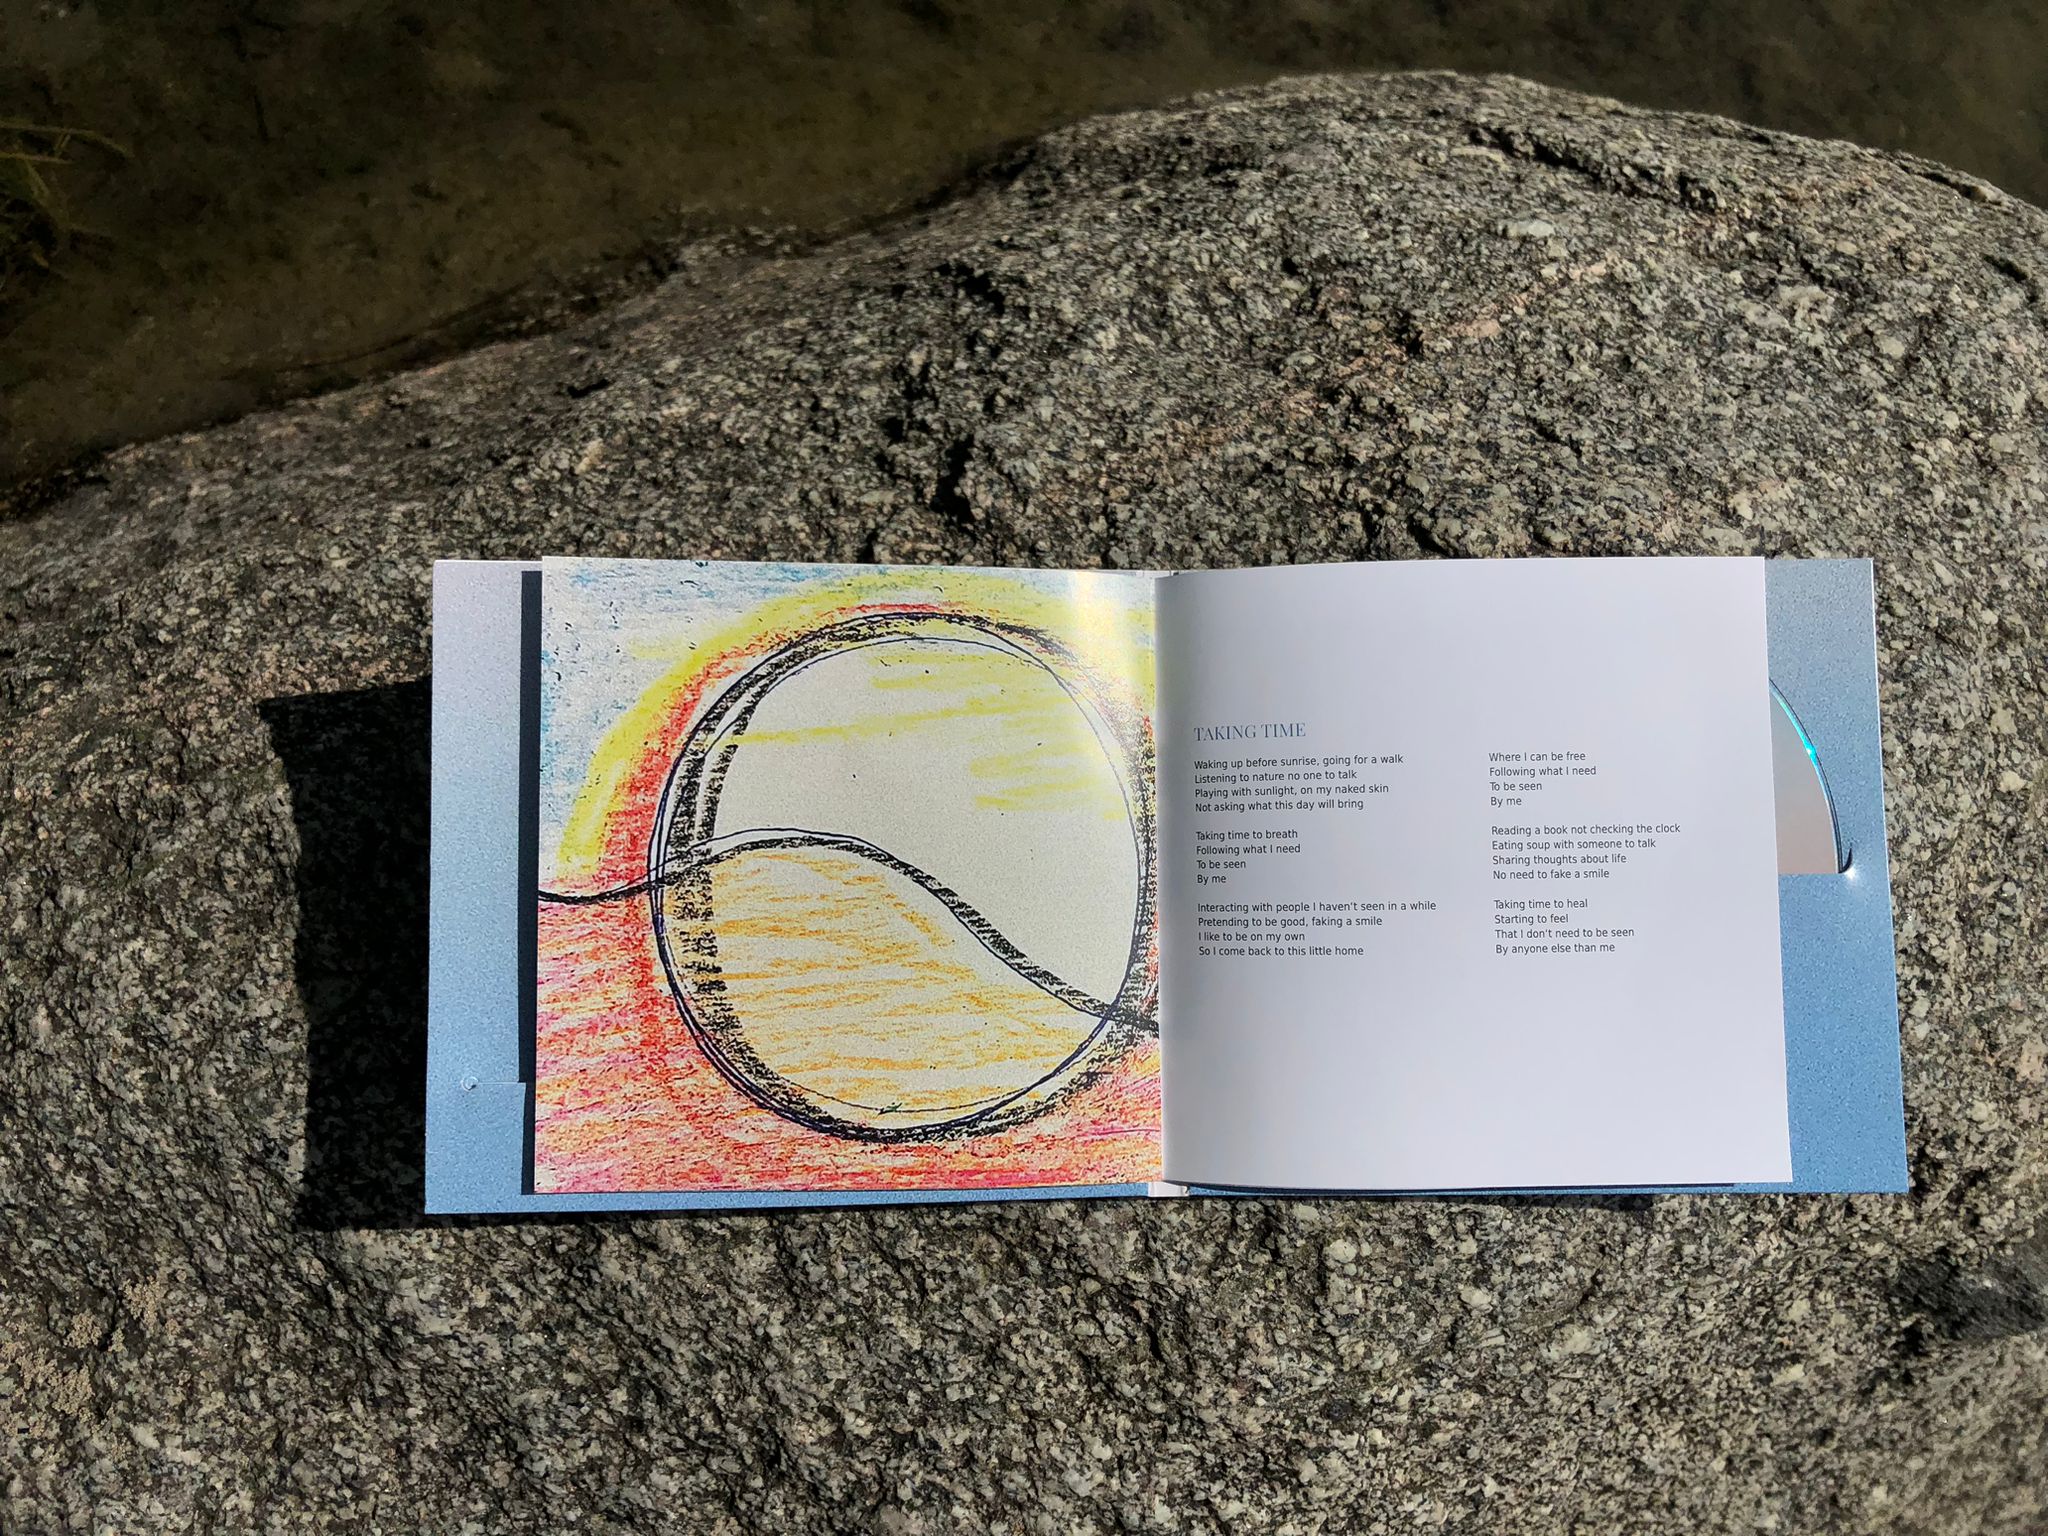 TAKING TIME
Waking up before sunrise, going for a walk
Listening to nature no one to talk
Playing with sunlight, on my naked skin
Not asking what this day will bring
Taking time to breath
Following what I need
To be seen
By me
Interacting with people I haven't seen in a while
Pretending to be good, faking a smile
I like to be on my own
So I come back to this little home
Where I can be free
Following what I need
To be seen
By me
Reading a book not checking the clock
Eating soup with someone to talk
Sharing thoughts about life
No need to fake a smile
Taking time to heal
Starting to feel
That I don't need to be seen
By anyone else than me